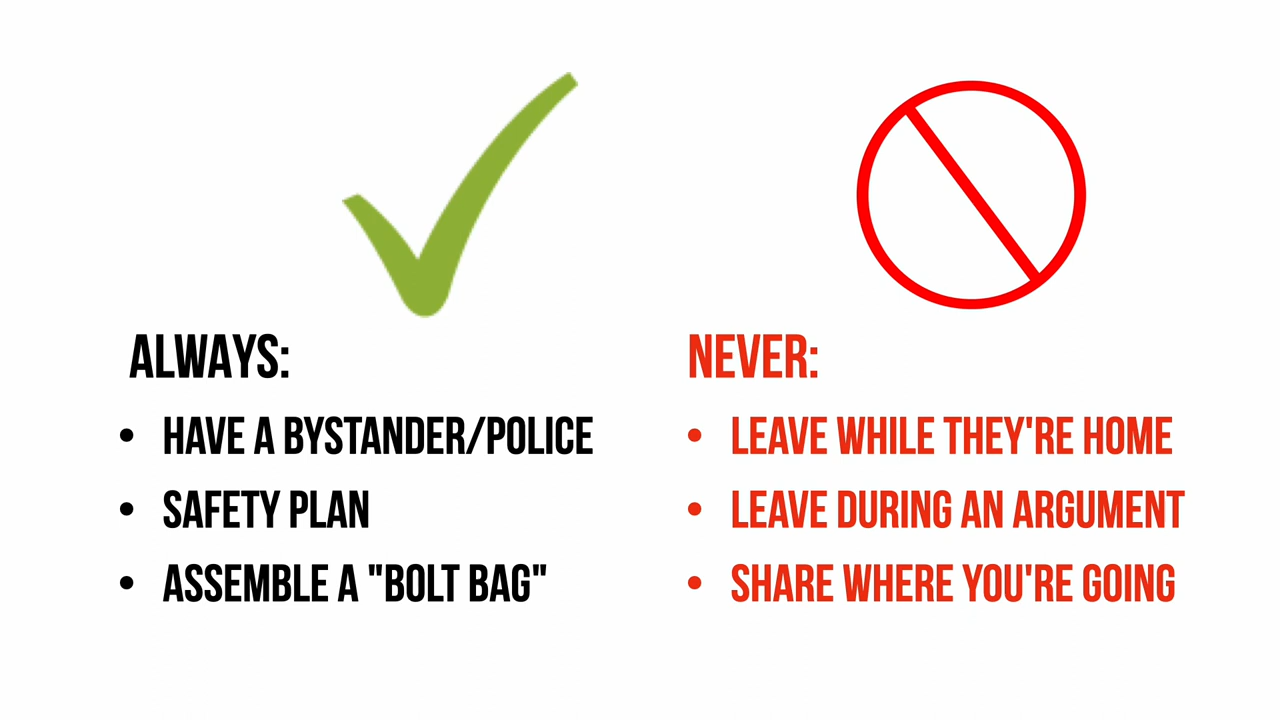 ALWAYS:
• HAVE A BYSTANDER/POLICE
• SAFETY PLAN
• ASSEMBLE A "BOLT BAG"
NEVER:
• LEAVE WHILE THEY'RE HOME
• LEAVE DURING AN ARGUMENT
• SHARE WHERE YOU'RE GOING